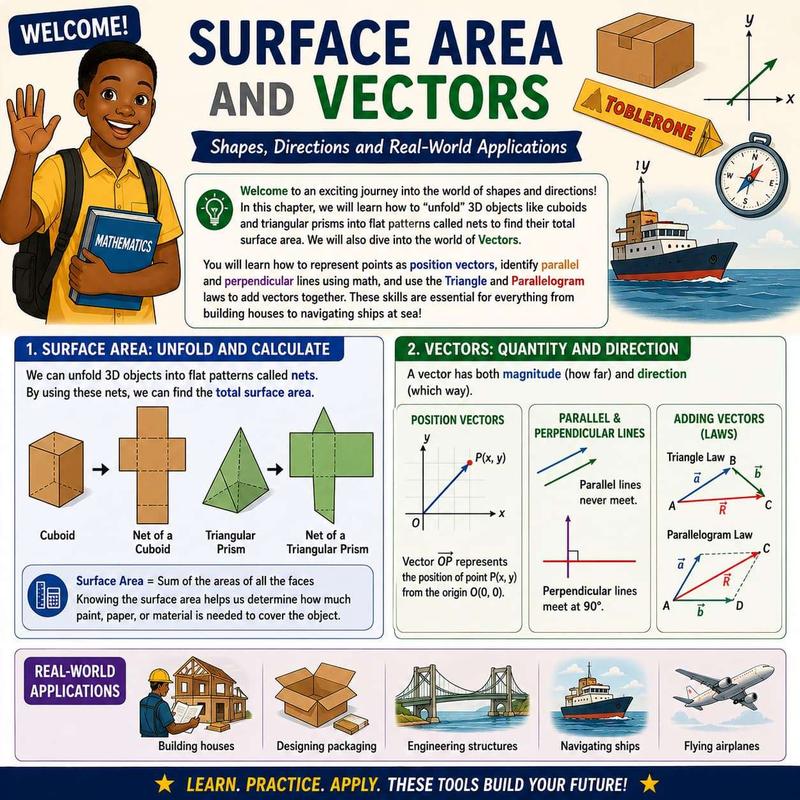 WELCOME!
SURFACE AREA
AND VECTORS
Shapes, Directions and Real-World Applications
MATHEMATICS
TOBLERONE
y
x
N
E
S
W
1y
Welcome to an exciting journey into the world of shapes and directions!
In this chapter, we will learn how to “unfold” 3D objects like cuboids
and triangular prisms into flat patterns called nets to find their total
surface area. We will also dive into the world of Vectors.
You will learn how to represent points as position vectors, identify parallel
and perpendicular lines using math, and use the Triangle and Parallelogram
laws to add vectors together. These skills are essential for everything from
building houses to navigating ships at sea!
1. SURFACE AREA: UNFOLD AND CALCULATE
We can unfold 3D objects into flat patterns called nets.
By using these nets, we can find the total surface area.
Cuboid
Net of a
Cuboid
Triangular
Prism
Net of a
Triangular Prism
Surface Area = Sum of the areas of all the faces
Knowing the surface area helps us determine how much
paint, paper, or material is needed to cover the object.
2. VECTORS: QUANTITY AND DIRECTION
A vector has both magnitude (how far) and direction
(which way).
POSITION VECTORS
y
P(x, y)
O
x
Vector OP represents
the position of point P(x, y)
from the origin O(0, 0).
PARALLEL &
PERPENDICULAR LINES
Parallel lines
never meet.
Perpendicular lines
meet at 90°.
ADDING VECTORS
(LAWS)
Triangle Law
B
a
b
A
R
C
Parallelogram Law
a
C
R
A
b
D
REAL-WORLD
APPLICATIONS
Building houses
Designing packaging
Engineering structures
Navigating ships
Flying airplanes
LEARN. PRACTICE. APPLY. THESE TOOLS BUILD YOUR FUTURE!